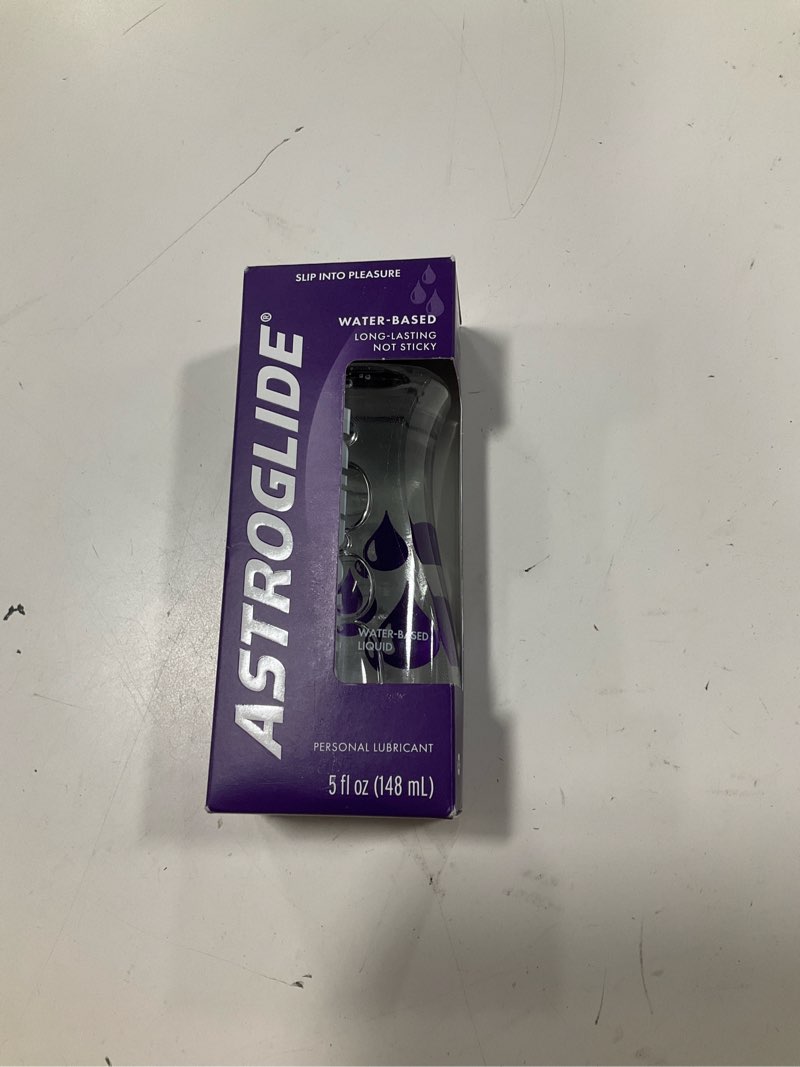 SLIP INTO PLEASURE
WATER-BASED
LONG-LASTING
NOT STICKY
ASTROGLIDE®
WATER-BASED
LIQUID
PERSONAL LUBRICANT
5 fl oz (148 mL)